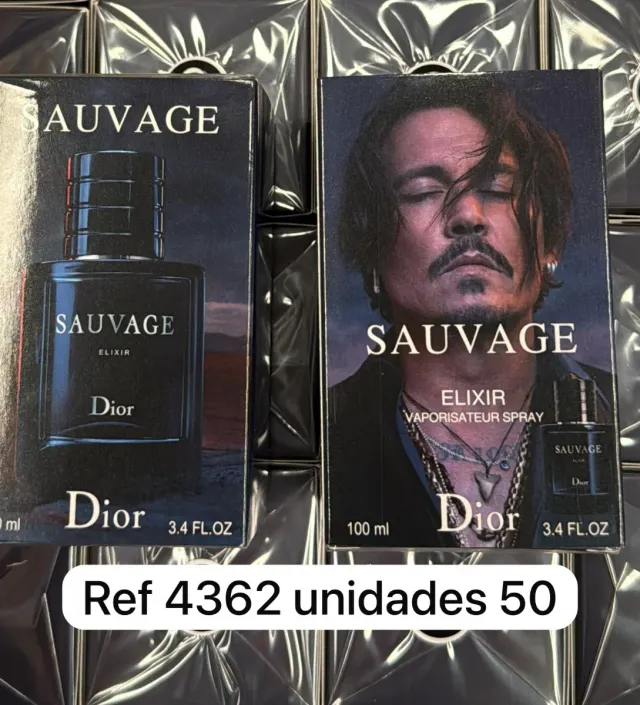 SAUVAGE
SAUVAGE
ELIXIR
Dior
Dior
ml
3.4 FL.OZ
SAUVAGE
ELIXIR
VAPORISATEUR SPRAY
SAUVAGE
Dior
100 ml
Dior
3.4 FL.OZ
Ref 4362 unidades 50